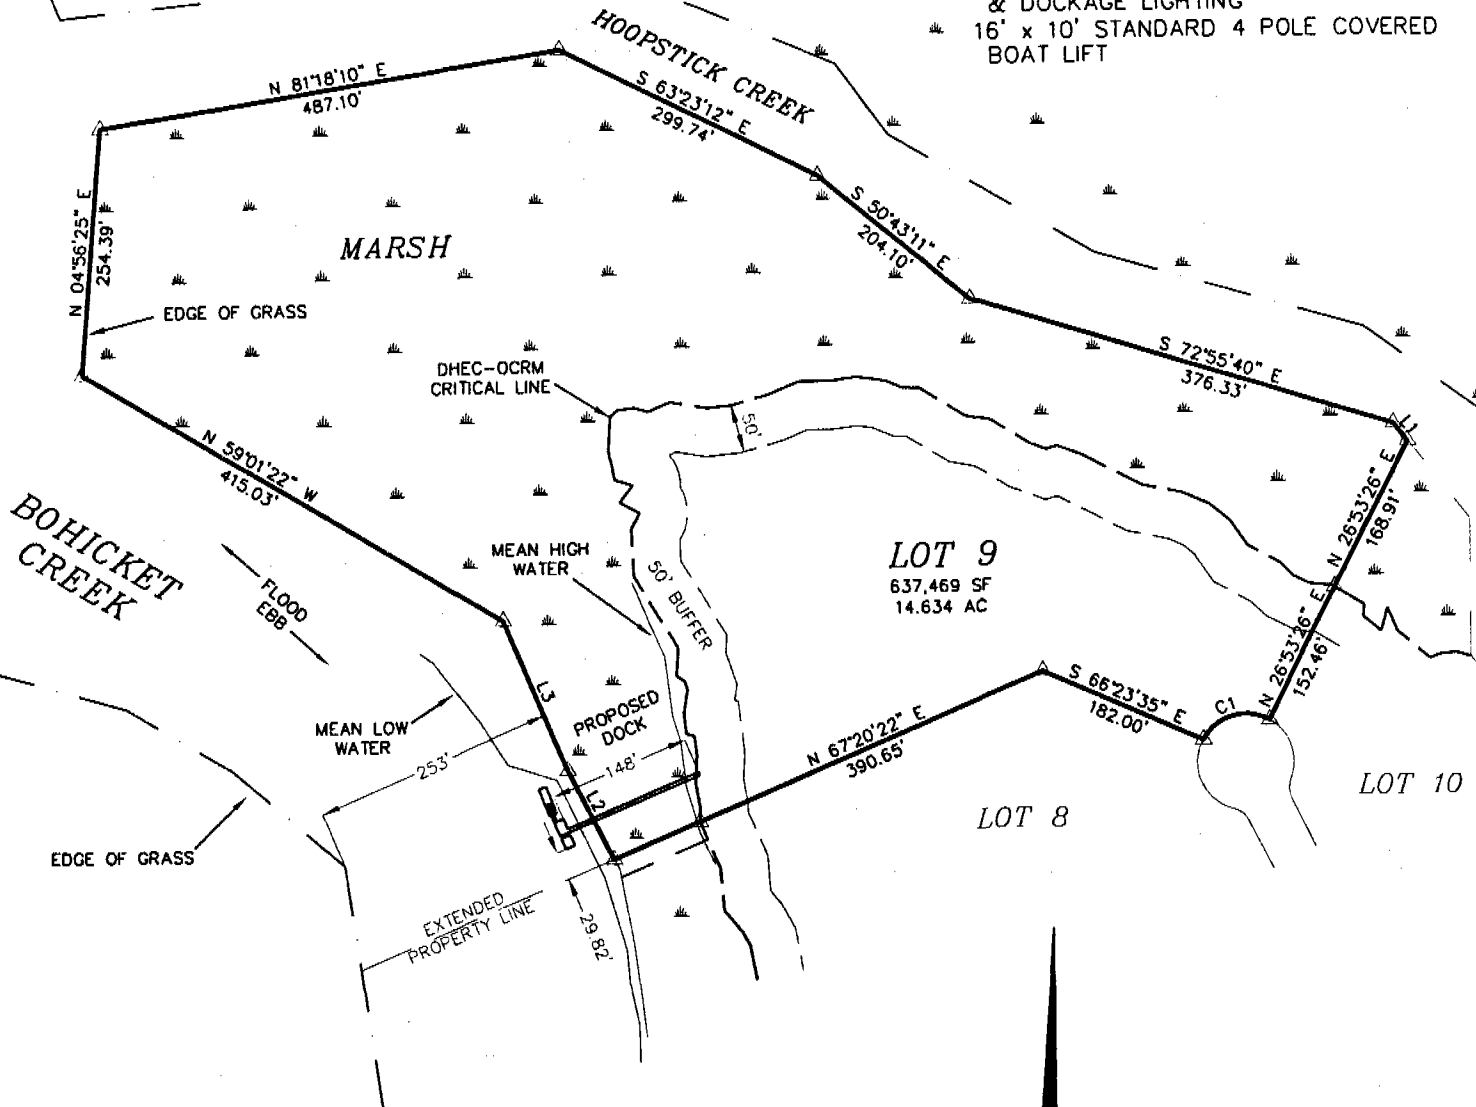 & DOCKAGE LIGHTING
16' x 10' STANDARD 4 POLE COVERED
BOAT LIFT
HOOPSTICK CREEK
N 81°18'10" E
487.10'
S 63°23'12" E
299.74'
S 50°43'11" E
204.10'
N 04°56'25" E
254.39'
MARSH
EDGE OF GRASS
DHEC-OCRM
CRITICAL LINE
S 72°55'40" E
376.33'
L1
50'
N 59°01'22" W
415.03'
N 26°53'26" E
168.91'
BOHICKET
CREEK
FLOOD
EBB
MEAN HIGH
WATER
50' BUFFER
LOT 9
637,469 SF
14.634 AC
N 26°53'26" E
152.46'
S 66°23'35" E
182.00'
C1
L3
PROPOSED
DOCK
MEAN LOW
WATER
253'
148'
L2
N 67°20'22" E
390.65'
LOT 10
LOT 8
EDGE OF GRASS
EXTENDED
PROPERTY LINE
29.82'